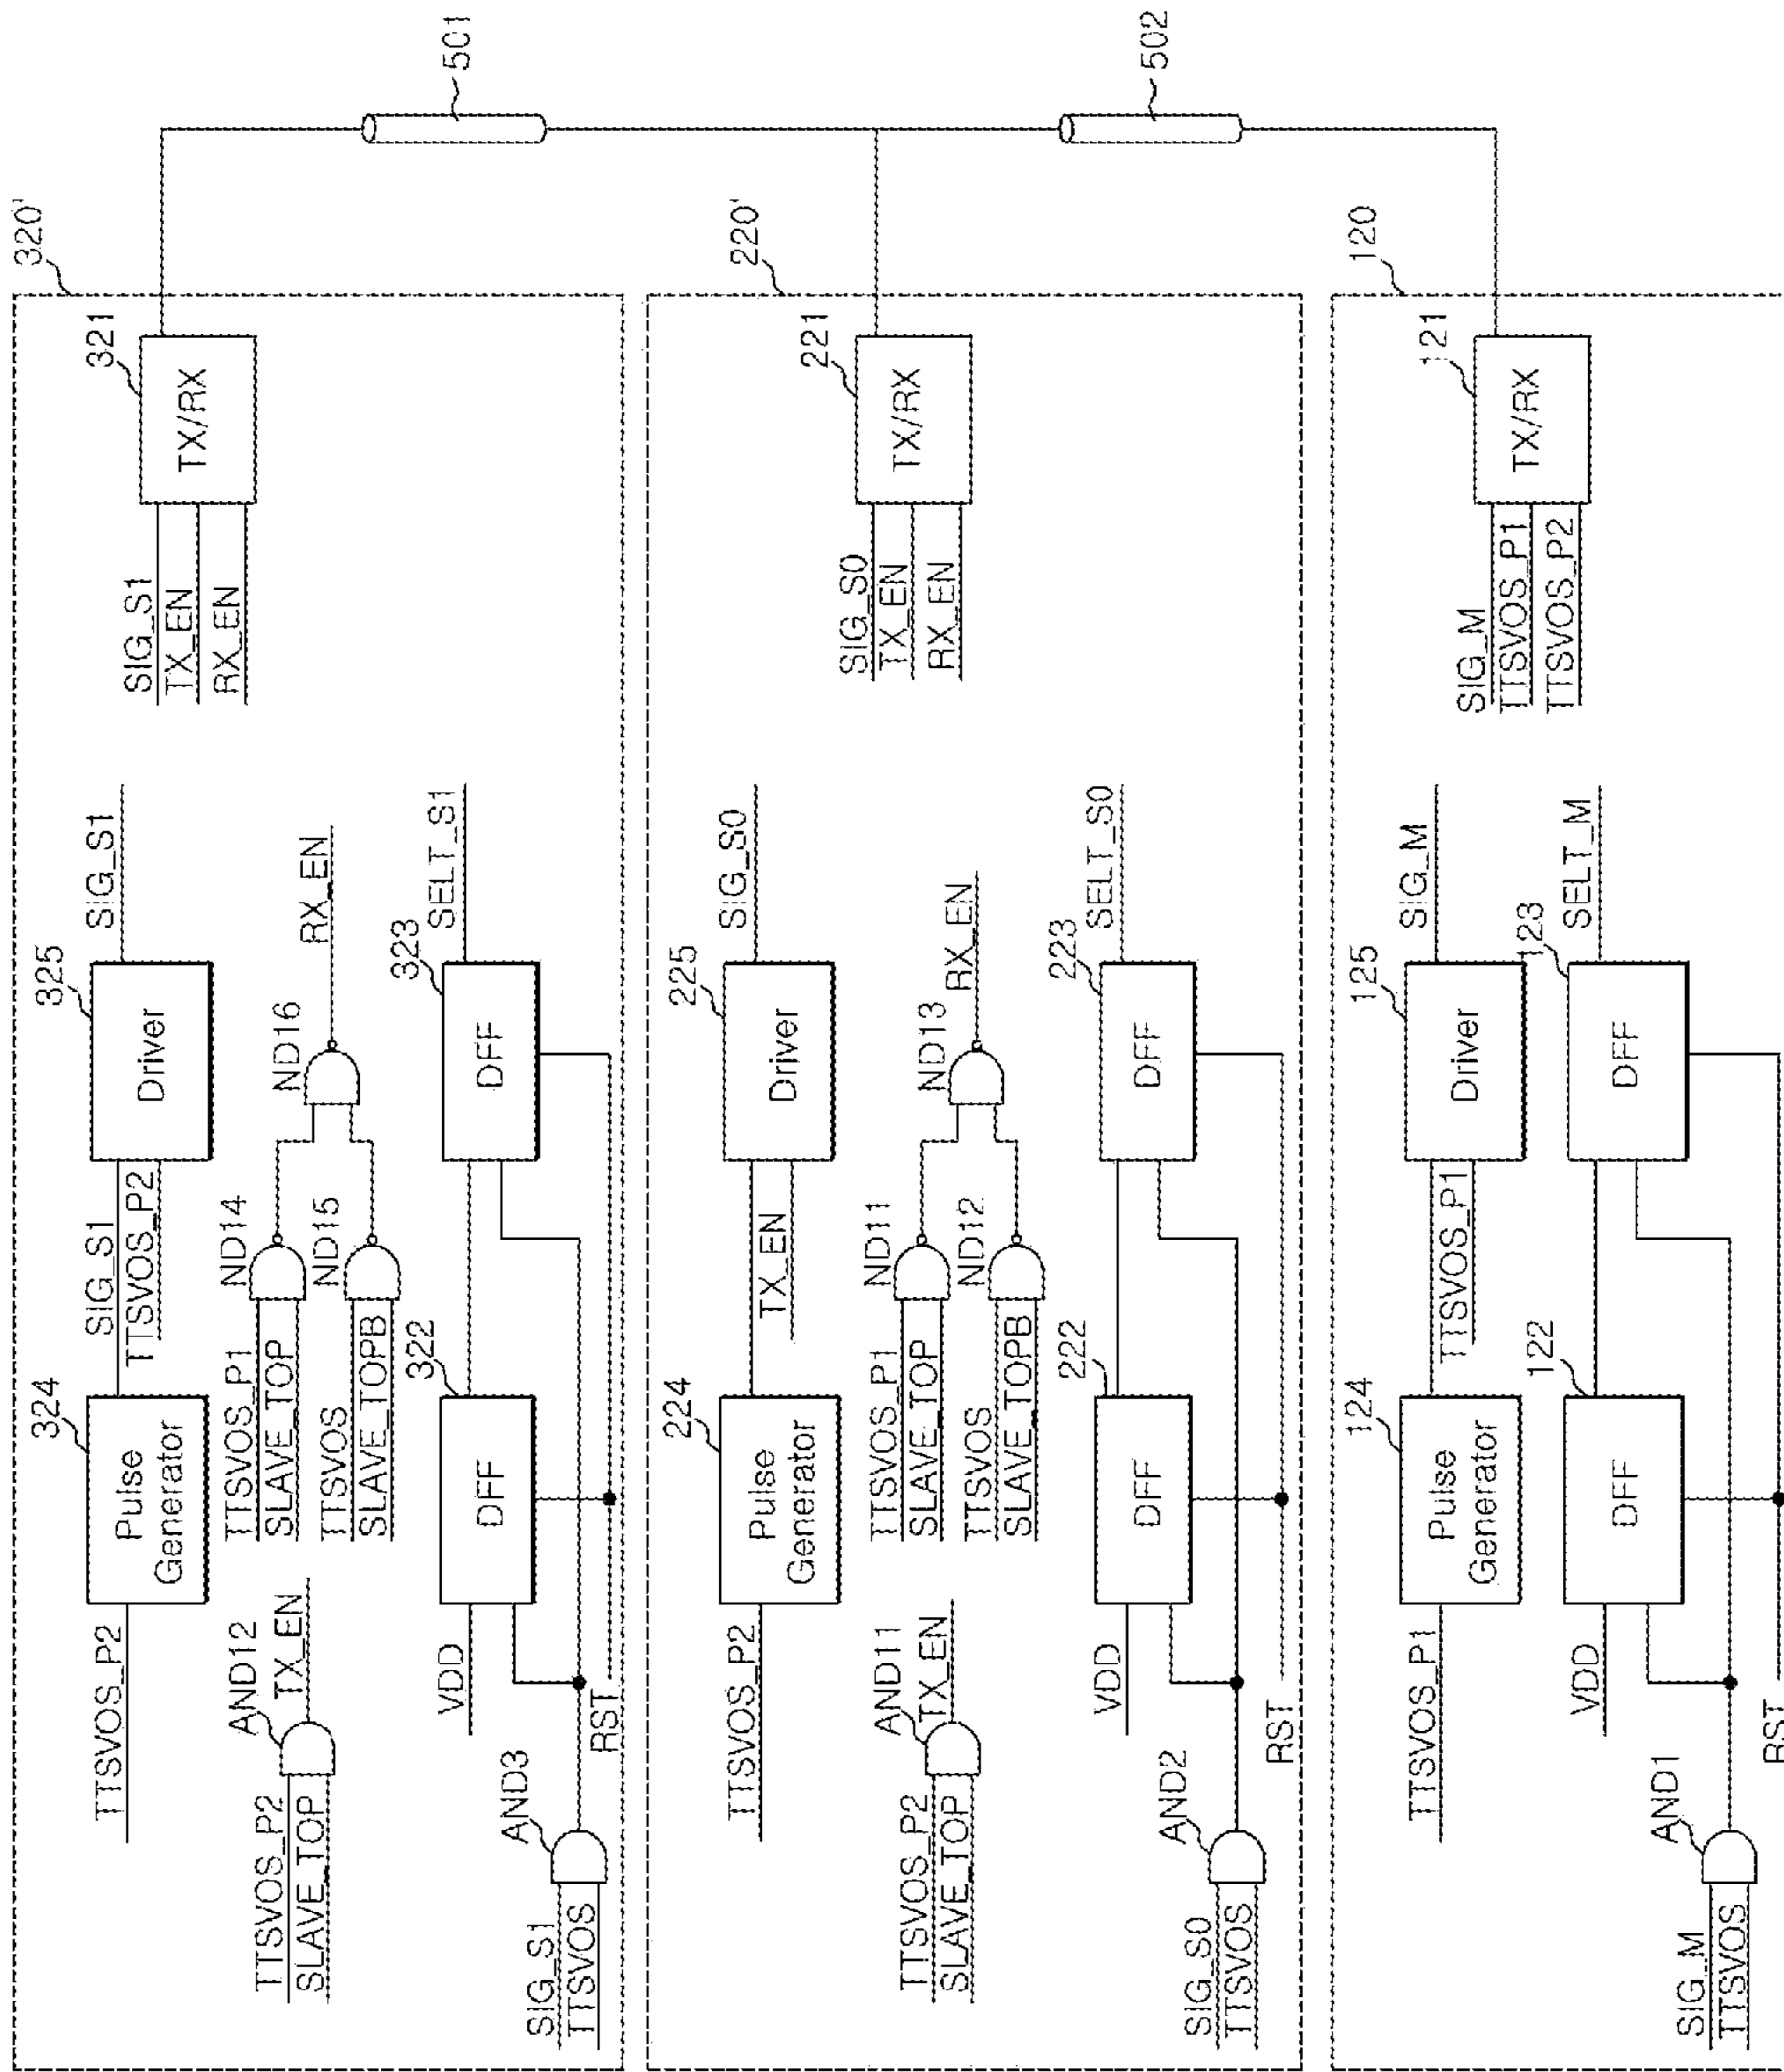 320'
324
325
TTSVOS_P2
Pulse
Generator
SIG_S1
TTSVOS_P2
Driver
SIG_S1
321
SIG_S1
TX_EN
RX_EN
TX/RX
501
AND12
TTSVOS_P2
SLAVE_TOP
TX_EN
ND14
TTSVOS_P1
SLAVE_TOP
ND15
TTSVOS
SLAVE_TOPB
ND16
RX_EN
322
323
VDD
DFF
DFF
SELT_S1
AND3
SIG_S1
TTSVOS
RST
220'
224
225
TTSVOS_P2
Pulse
Generator
TX_EN
Driver
SIG_S0
221
SIG_S0
TX_EN
RX_EN
TX/RX
AND11
TTSVOS_P2
SLAVE_TOP
TX_EN
ND11
TTSVOS_P1
SLAVE_TOP
ND12
TTSVOS
SLAVE_TOPB
ND13
RX_EN
222
223
VDD
DFF
DFF
SELT_S0
AND2
SIG_S0
TTSVOS
RST
502
120
124
125
TTSVOS_P1
Pulse
Generator
TTSVOS_P1
Driver
SIG_M
121
SIG_M
TTSVOS_P1
TTSVOS_P2
TX/RX
122
123
VDD
DFF
DFF
SELT_M
AND1
SIG_M
TTSVOS
RST